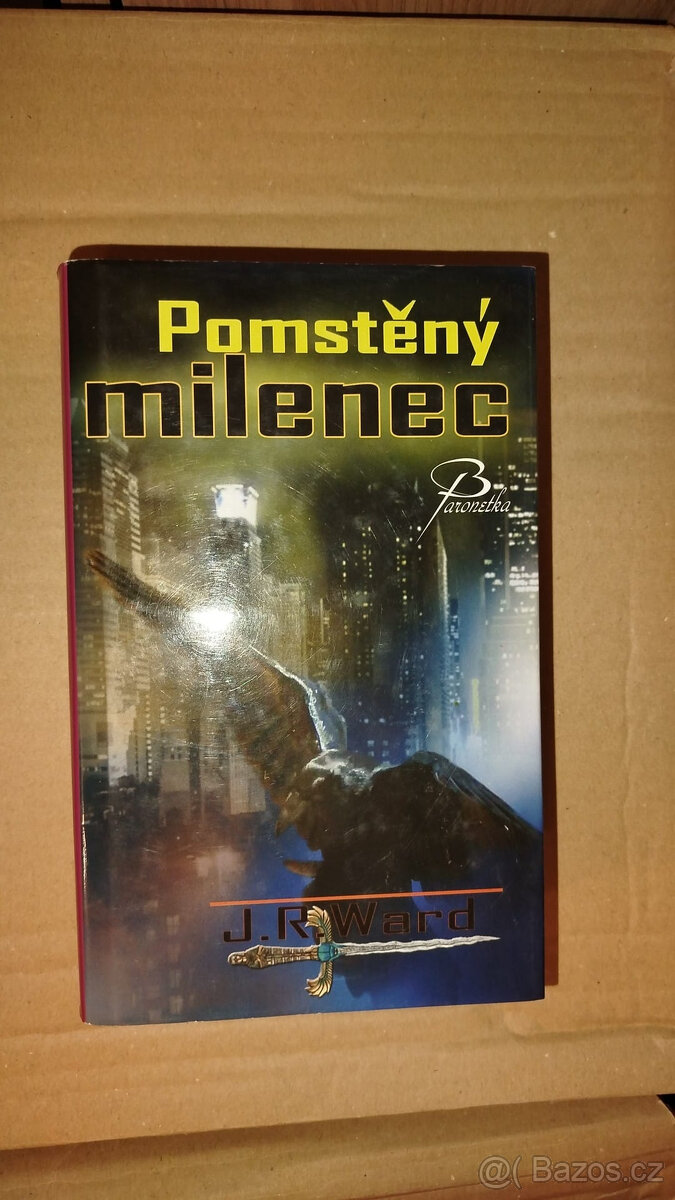 Pomstěný
milenec
Baronetka
J.R.Ward
@( Bazos.cz